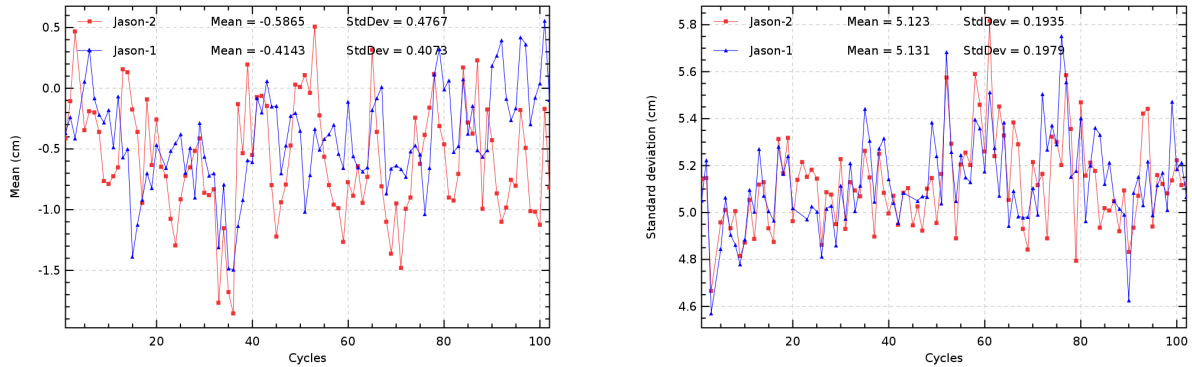 Jason-2 Mean = -0.5865 StdDev = 0.4767
Jason-1 Mean = -0.4143 StdDev = 0.4073
0.5
0.0
-0.5
-1.0
-1.5
Mean (cm)
20 40 60 80 100
Cycles
Jason-2 Mean = 5.123 StdDev = 0.1935
Jason-1 Mean = 5.131 StdDev = 0.1979
5.8
5.6
5.4
5.2
5.0
4.8
4.6
Standard deviation (cm)
20 40 60 80 100
Cycles